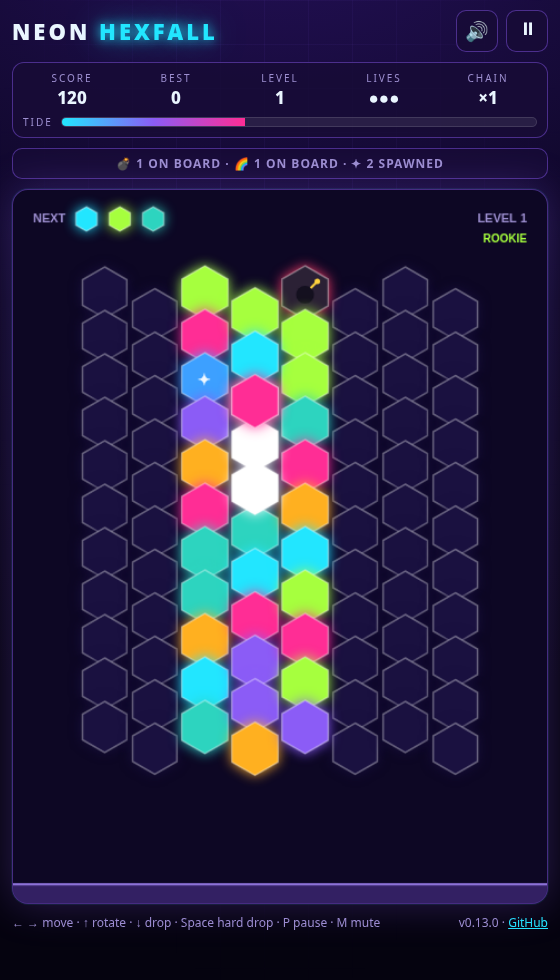 NEON HEXFALL
SCORE BEST LEVEL LIVES CHAIN
120 0 1 ●●● ×1
TIDE
💣 1 ON BOARD · 🌈 1 ON BOARD · ✦ 2 SPAWNED
NEXT LEVEL 1
ROOKIE
← → move · ↑ rotate · ↓ drop · Space hard drop · P pause · M mute v0.13.0 · GitHub